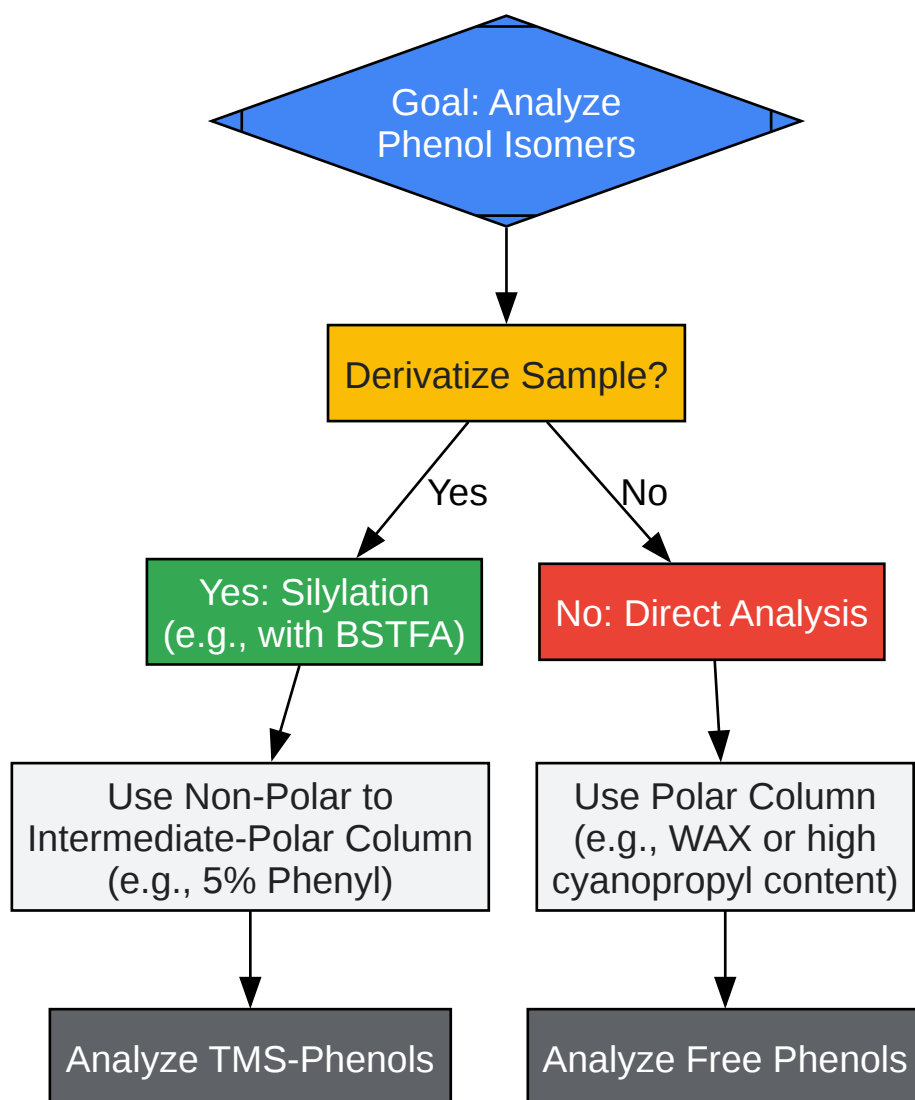 Goal: Analyze
Phenol Isomers
Derivatize Sample?
Yes
No
Yes: Silylation
(e.g., with BSTFA)
No: Direct Analysis
Use Non-Polar to
Intermediate-Polar Column
(e.g., 5% Phenyl)
Use Polar Column
(e.g., WAX or high
cyanopropyl content)
Analyze TMS-Phenols
Analyze Free Phenols